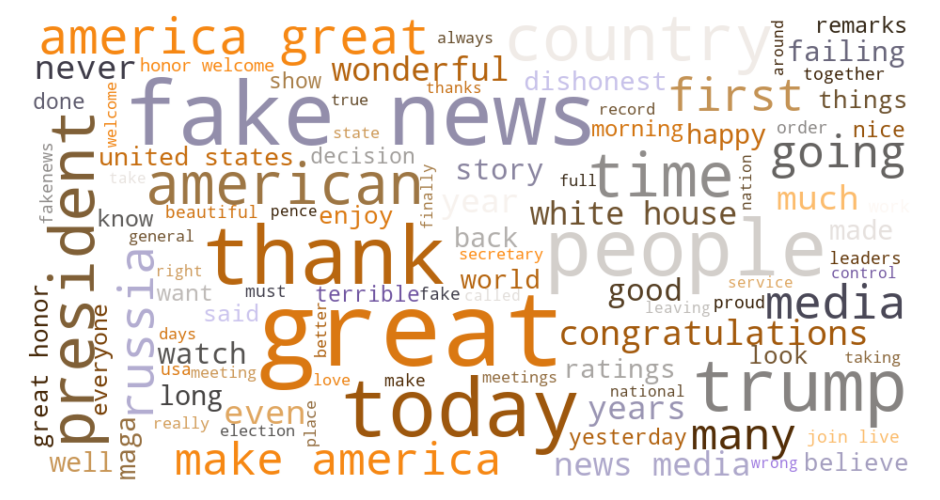 america great
always
country
around
remarks
failing
never
honor welcome
show
wonderful
thanks
dishonest
first
together
things
done
welcome
fake news
true
record
morning
happy
order
nice
fakenews
president
united states
decision
state
story
full
time
nation
going
take
american
finally
year
much
work
know
beautiful
pence
enjoy
white house
people
made
general
russia
thank
back
secretary
world
leaders
control
right
want
must
terrible
fake
called
good
leaving
service
proud
media
said
great
better
congratulations
great honor
everyone
days
watch
usa
meeting
love
make
meetings
ratings
look
taking
national
trump
long
even
place
today
years
many
really
election
maga
well
make america
yesterday
news media
wrong
join live
believe